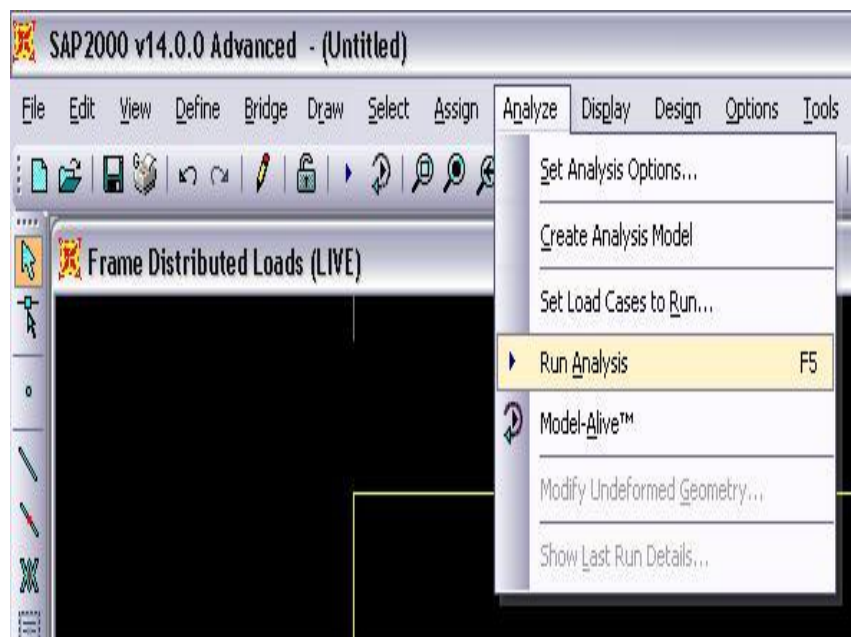 SAP2000 v14.0.0 Advanced - (Untitled)
File Edit View Define Bridge Draw Select Assign Analyze Display Design Options Tools
Frame Distributed Loads (LIVE)
Set Analysis Options...
Create Analysis Model
Set Load Cases to Run...
Run Analysis F5
Model-Alive™
Modify Undeformed Geometry...
Show Last Run Details...